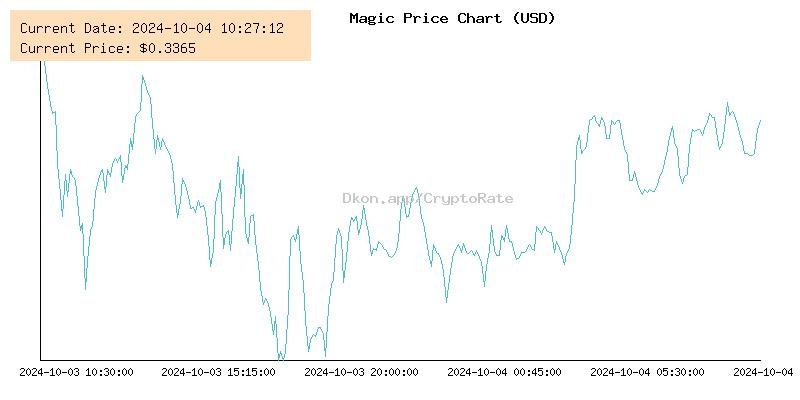 Magic Price Chart (USD)
Current Date: 2024-10-04 10:27:12
Current Price: $0.3365
Dkon.app/CryptoRate
2024-10-03 10:30:00 2024-10-03 15:15:00 2024-10-03 20:00:00 2024-10-04 00:45:00 2024-10-04 05:30:00 2024-10-04